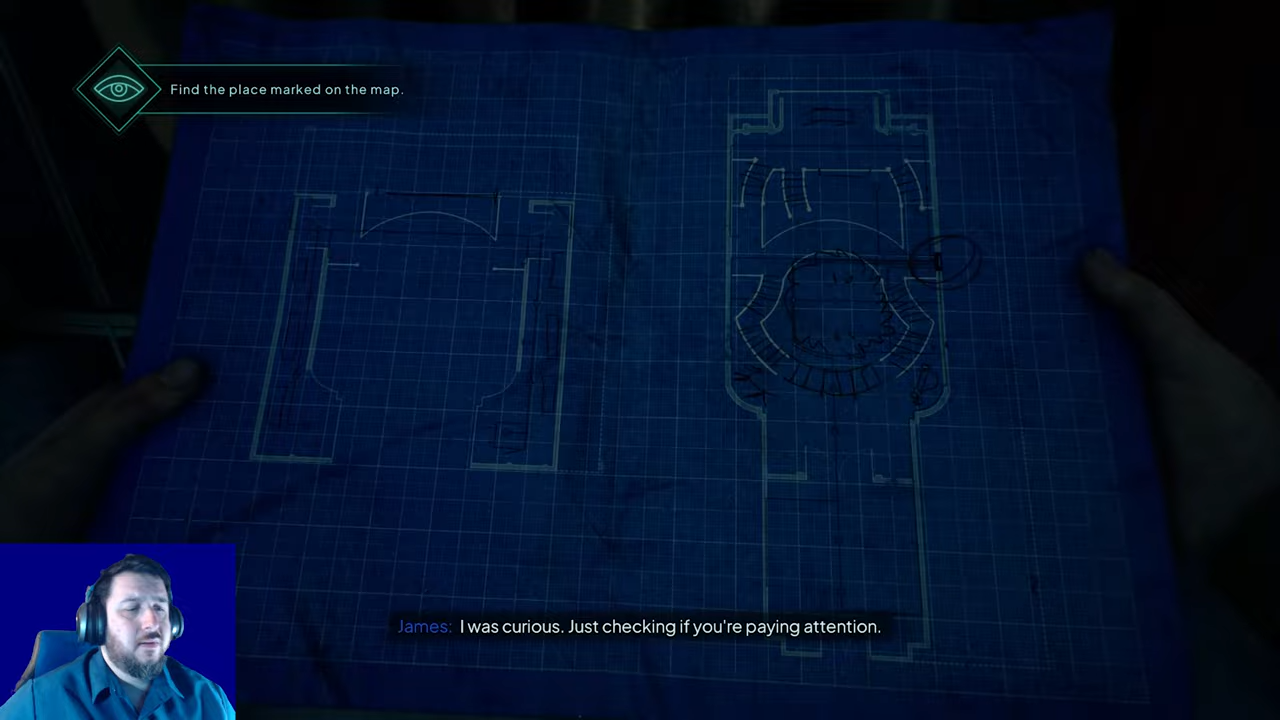 Find the place marked on the map.
James: I was curious. Just checking if you're paying attention.